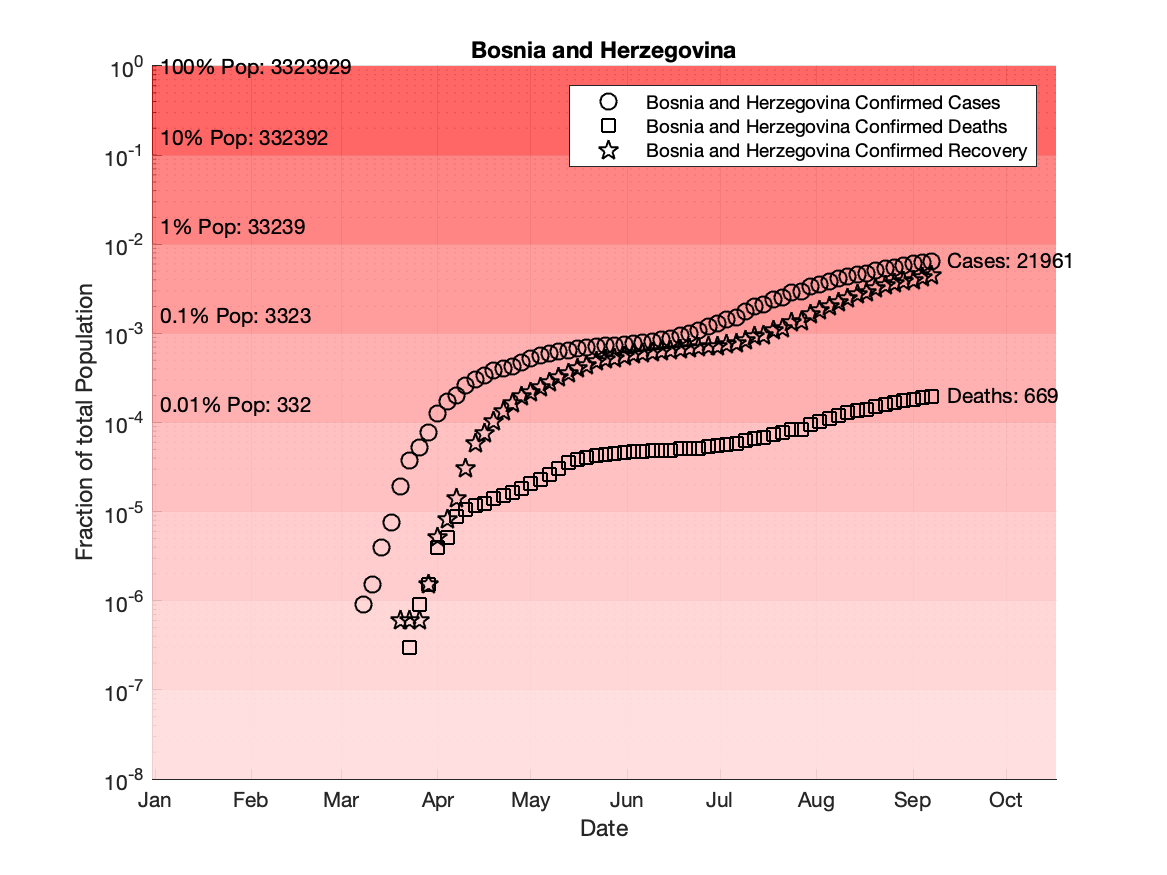 Bosnia and Herzegovina
10^0
100% Pop: 3323929
Bosnia and Herzegovina Confirmed Cases
Bosnia and Herzegovina Confirmed Deaths
Bosnia and Herzegovina Confirmed Recovery
10% Pop: 332392
10^-1
1% Pop: 33239
10^-2
Cases: 21961
0.1% Pop: 3323
10^-3
Deaths: 669
0.01% Pop: 332
10^-4
10^-5
10^-6
10^-7
10^-8
Fraction of total Population
Jan Feb Mar Apr May Jun Jul Aug Sep Oct
Date